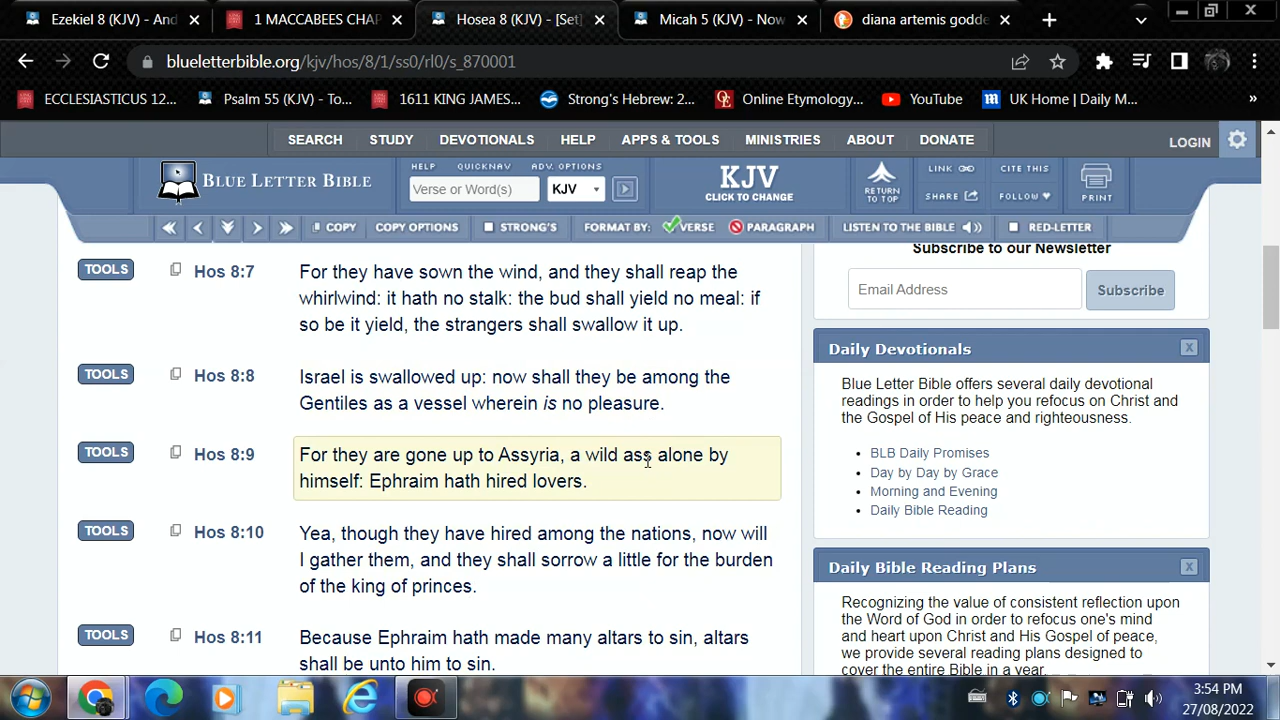 Ezekiel 8 (KJV) - And
1 MACCABEES CHAP
Hosea 8 (KJV) - [Set]
Micah 5 (KJV) - Now
diana artemis godde
blueletterbible.org/kjv/hos/8/1/ss0/rl0/s_870001
ECCLESIASTICUS 12...
Psalm 55 (KJV) - To...
1611 KING JAMES...
Strong's Hebrew: 2...
Online Etymology...
YouTube
UK Home | Daily M...
SEARCH STUDY DEVOTIONALS HELP APPS & TOOLS MINISTRIES ABOUT DONATE
LOGIN
BLUE LETTER BIBLE
HELP QUICKNAV ADV. OPTIONS
Verse or Word(s)
KJV
KJV
CLICK TO CHANGE
RETURN
TO TOP
LINK
CITE THIS
SHARE
FOLLOW
PRINT
COPY COPY OPTIONS STRONG'S FORMAT BY: VERSE PARAGRAPH LISTEN TO THE BIBLE RED-LETTER
TOOLS
Hos 8:7
For they have sown the wind, and they shall reap the
whirlwind: it hath no stalk: the bud shall yield no meal: if
so be it yield, the strangers shall swallow it up.
TOOLS
Hos 8:8
Israel is swallowed up: now shall they be among the
Gentiles as a vessel wherein is no pleasure.
TOOLS
Hos 8:9
For they are gone up to Assyria, a wild ass alone by
himself: Ephraim hath hired lovers.
TOOLS
Hos 8:10
Yea, though they have hired among the nations, now will
I gather them, and they shall sorrow a little for the burden
of the king of princes.
TOOLS
Hos 8:11
Because Ephraim hath made many altars to sin, altars
shall be unto him to sin.
Subscribe to our Newsletter
Email Address
Subscribe
Daily Devotionals
X
Blue Letter Bible offers several daily devotional
readings in order to help you refocus on Christ and
the Gospel of His peace and righteousness.
BLB Daily Promises
Day by Day by Grace
Morning and Evening
Daily Bible Reading
Daily Bible Reading Plans
X
Recognizing the value of consistent reflection upon
the Word of God in order to refocus one's mind
and heart upon Christ and His Gospel of peace,
we provide several reading plans designed to
cover the entire Bible in a year.
3:54 PM
27/08/2022